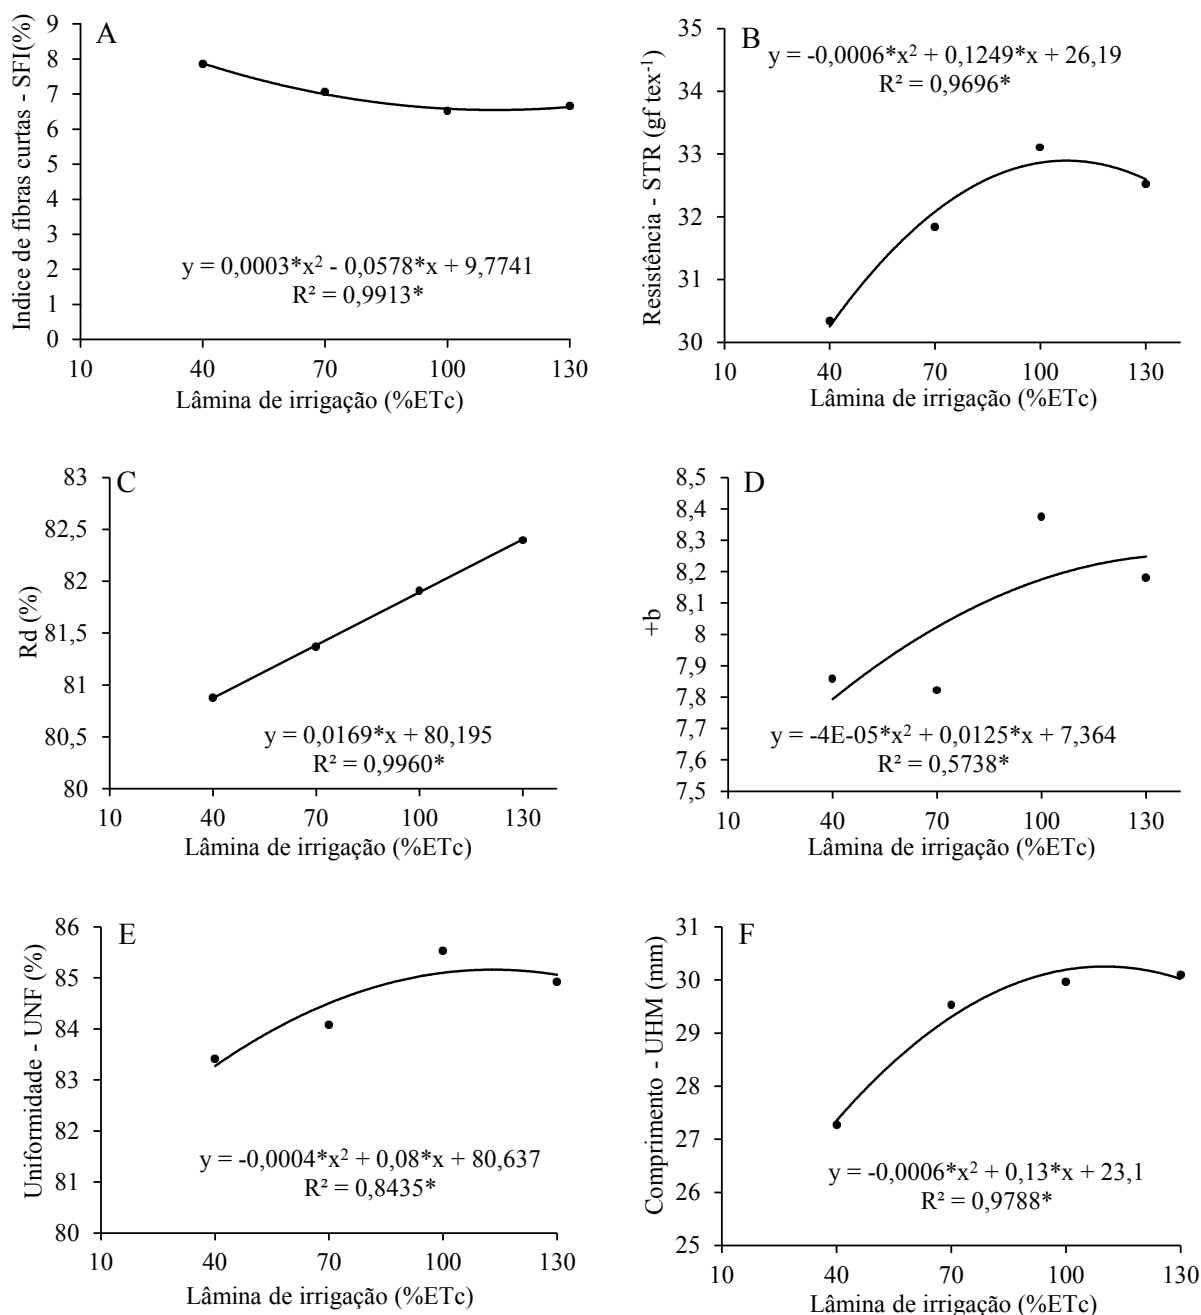 A
Indice de fibras curtas - SFI(%)
9
8
7
6
5
4
3
2
1
0
y = 0,0003*x² - 0,0578*x + 9,7741
R² = 0,9913*
10 40 70 100 130
Lâmina de irrigação (%ETc)
B
Resistência - STR (gf tex⁻¹)
35
34
33
32
31
30
y = -0,0006*x² + 0,1249*x + 26,19
R² = 0,9696*
10 40 70 100 130
Lâmina de irrigação (%ETc)
C
Rd (%)
83
82,5
82
81,5
81
80,5
80
y = 0,0169*x + 80,195
R² = 0,9960*
10 40 70 100 130
Lâmina de irrigação (%ETc)
D
+b
8,5
8,4
8,3
8,2
8,1
8
7,9
7,8
7,7
7,6
7,5
y = -4E-05*x² + 0,0125*x + 7,364
R² = 0,5738*
10 40 70 100 130
Lâmina de irrigação (%ETc)
E
Uniformidade - UNF (%)
86
85
84
83
82
81
80
y = -0,0004*x² + 0,08*x + 80,637
R² = 0,8435*
10 40 70 100 130
Lâmina de irrigação (%ETc)
F
Comprimento - UHM (mm)
31
30
29
28
27
26
25
y = -0,0006*x² + 0,13*x + 23,1
R² = 0,9788*
10 40 70 100 130
Lâmina de irrigação (%ETc)